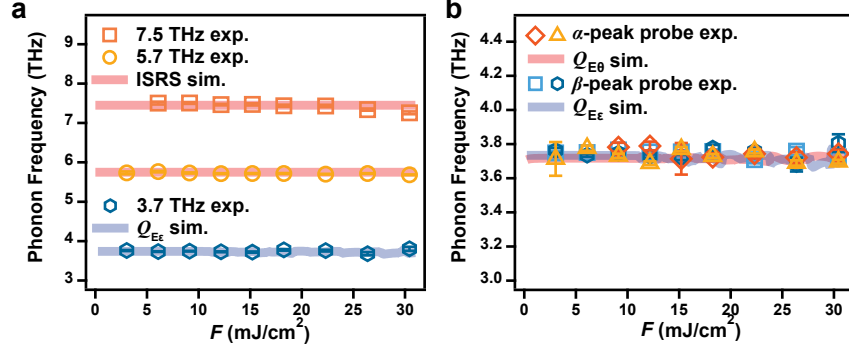 a
Phonon Frequency (THz)
9
8
7
6
5
4
3
7.5 THz exp.
5.7 THz exp.
ISRS sim.
3.7 THz exp.
Q_Eε sim.
0 5 10 15 20 25 30
F (mJ/cm²)
b
Phonon Frequency (THz)
4.4
4.2
4.0
3.8
3.6
3.4
3.2
3.0
α-peak probe exp.
Q_Eθ sim.
β-peak probe exp.
Q_Eε sim.
0 5 10 15 20 25 30
F (mJ/cm²)